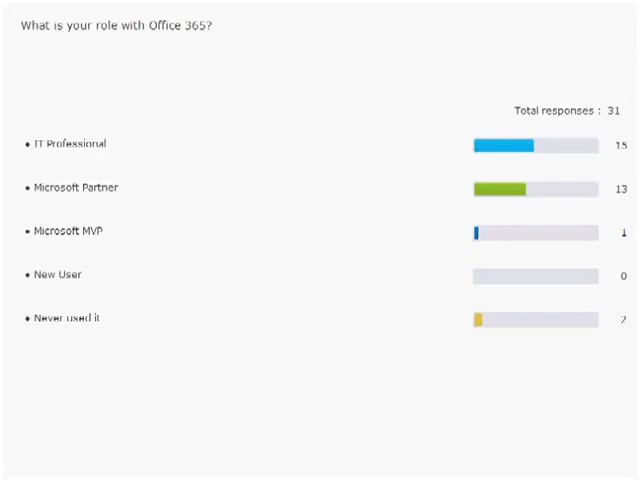 What is your role with Office 365?
Total responses : 31
• IT Professional 15
• Microsoft Partner 13
• Microsoft MVP 1
• New User 0
• Never used it 2